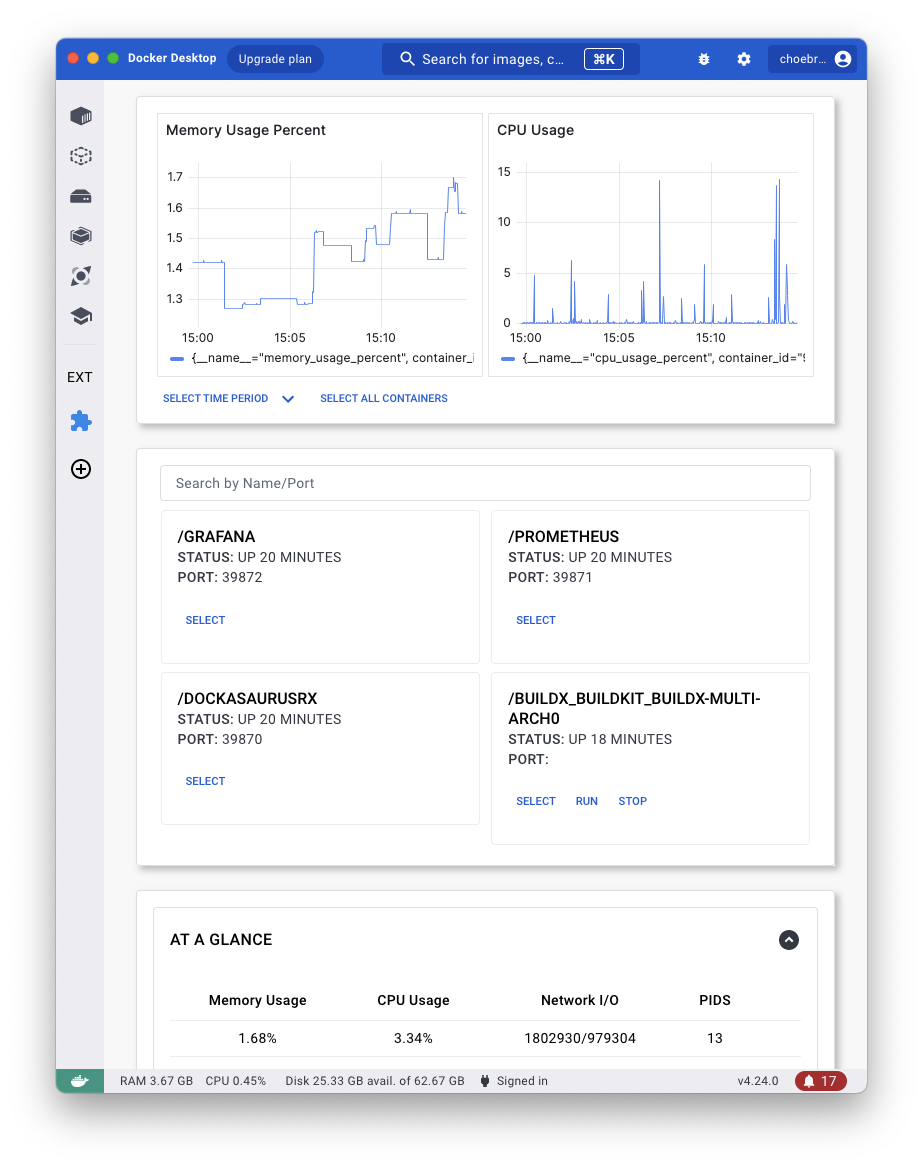 Docker Desktop
Upgrade plan
Search for images, c...
⌘K
choebr...
EXT
Memory Usage Percent
1.7
1.6
1.5
1.4
1.3
15:00 15:05 15:10
{__name__="memory_usage_percent", container_i
CPU Usage
15
10
5
0
15:00 15:05 15:10
{__name__="cpu_usage_percent", container_id="9
SELECT TIME PERIOD
SELECT ALL CONTAINERS
Search by Name/Port
/GRAFANA
STATUS: UP 20 MINUTES
PORT: 39872
SELECT
/PROMETHEUS
STATUS: UP 20 MINUTES
PORT: 39871
SELECT
/DOCKASAURUSRX
STATUS: UP 20 MINUTES
PORT: 39870
SELECT
/BUILDX_BUILDKIT_BUILDX-MULTI-
ARCH0
STATUS: UP 18 MINUTES
PORT:
SELECT RUN STOP
AT A GLANCE
Memory Usage CPU Usage Network I/O PIDS
1.68% 3.34% 1802930/979304 13
RAM 3.67 GB CPU 0.45% Disk 25.33 GB avail. of 62.67 GB Signed in v4.24.0 17